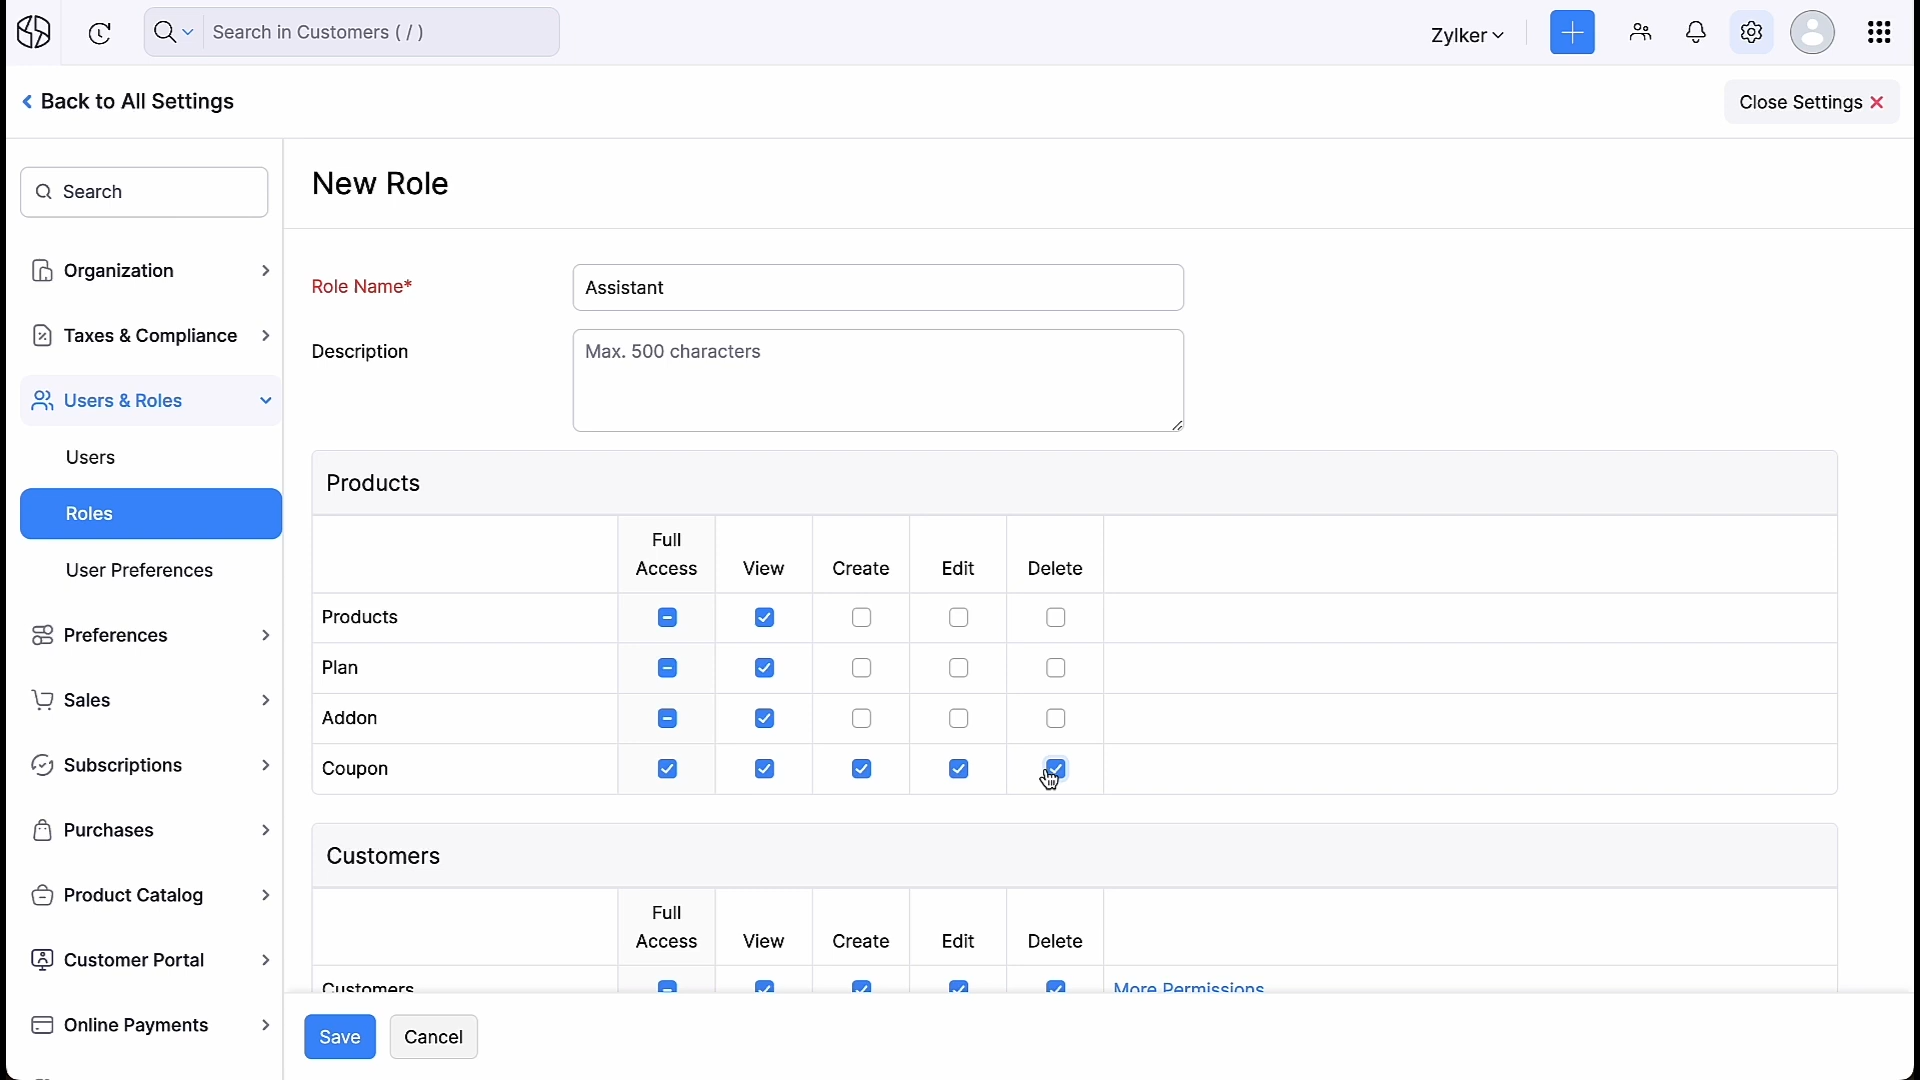 Search in Customers ( / )
Zylker
Back to All Settings
Close Settings
Search
Organization
Taxes & Compliance
Users & Roles
Users
Roles
User Preferences
Preferences
Sales
Subscriptions
Purchases
Product Catalog
Customer Portal
Online Payments
New Role
Role Name*
Assistant
Description
Max. 500 characters
Products
Full Access View Create Edit Delete
Products
Plan
Addon
Coupon
Customers
Full Access View Create Edit Delete
Customers More Permissions
Save Cancel